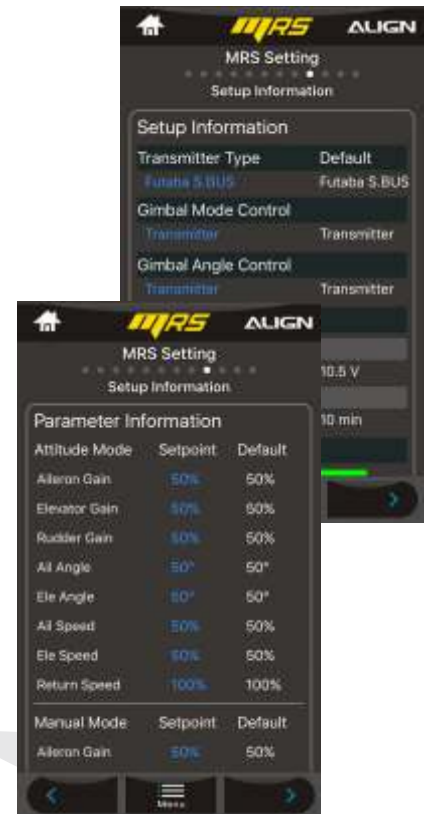 MRS ALIGN
MRS Setting
Setup Information
Setup Information
Transmitter Type Default
Futaba S.BUS Futaba S.BUS
Gimbal Mode Control
Transmitter Transmitter
Gimbal Angle Control
Transmitter Transmitter
10.5 V
10 min
MRS ALIGN
MRS Setting
Setup Information
Parameter Information
Attitude Mode Setpoint Default
Aileron Gain 50% 50%
Elevator Gain 50% 50%
Rudder Gain 50% 50%
Ail Angle 50° 50°
Ele Angle 50° 50°
Ail Speed 50% 50%
Ele Speed 50% 50%
Return Speed 100% 100%
Manual Mode Setpoint Default
Aileron Gain 50% 50%
Menu